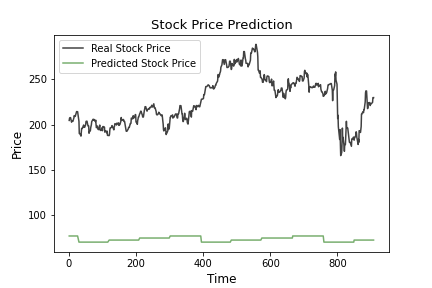 Stock Price Prediction
Real Stock Price
Predicted Stock Price
250
200
150
100
Price
0 200 400 600 800
Time